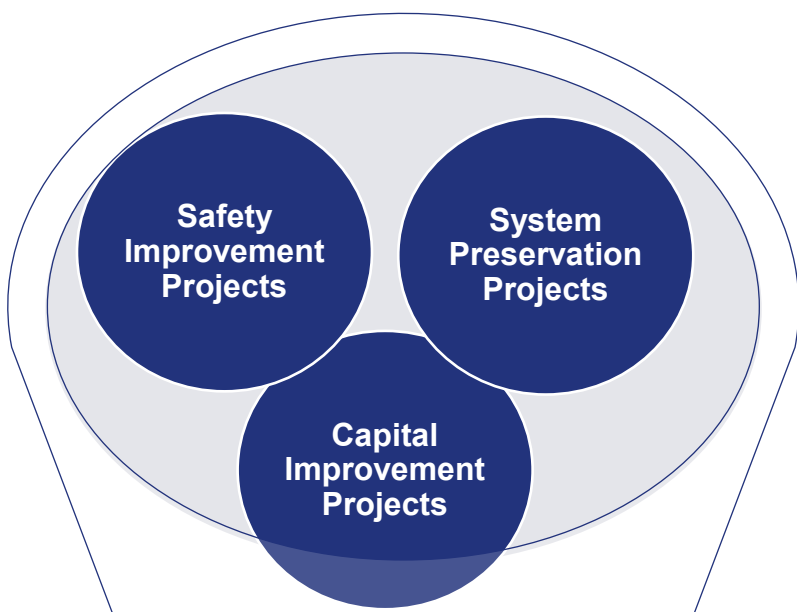 Safety
Improvement
Projects
System
Preservation
Projects
Capital
Improvement
Projects